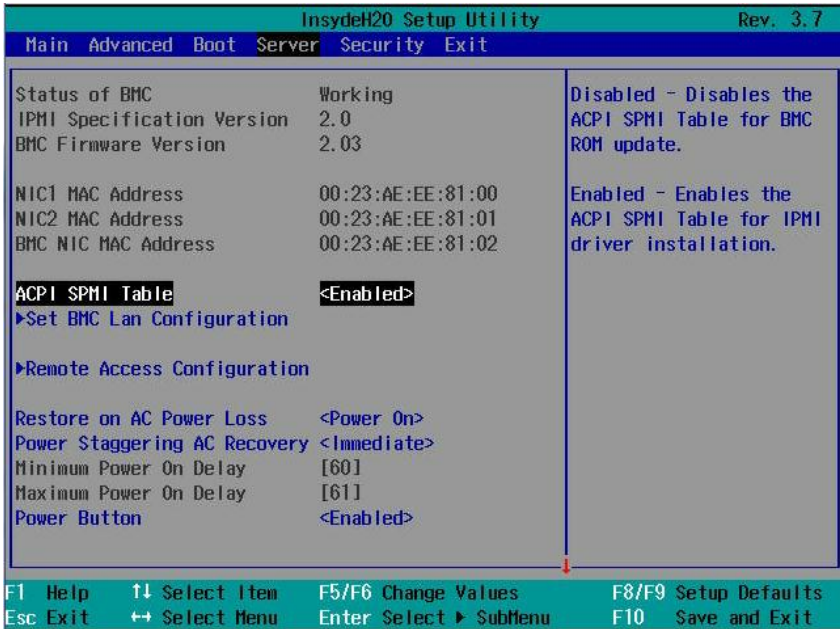 InsydeH2O Setup Utility Rev. 3.7
Main Advanced Boot Server Security Exit
Status of BMC Working
IPMI Specification Version 2.0
BMC Firmware Version 2.03
NIC1 MAC Address 00:23:AE:EE:81:00
NIC2 MAC Address 00:23:AE:EE:81:01
BMC NIC MAC Address 00:23:AE:EE:81:02
ACPI SPMI Table <Enabled>
▶Set BMC Lan Configuration
▶Remote Access Configuration
Restore on AC Power Loss <Power On>
Power Staggering AC Recovery <Immediate>
Minimum Power On Delay [60]
Maximum Power On Delay [61]
Power Button <Enabled>
Disabled - Disables the
ACPI SPMI Table for BMC
ROM update.
Enabled - Enables the
ACPI SPMI Table for IPMI
driver installation.
F1 Help ↑↓ Select Item F5/F6 Change Values F8/F9 Setup Defaults
Esc Exit ↔ Select Menu Enter Select ▶ SubMenu F10 Save and Exit